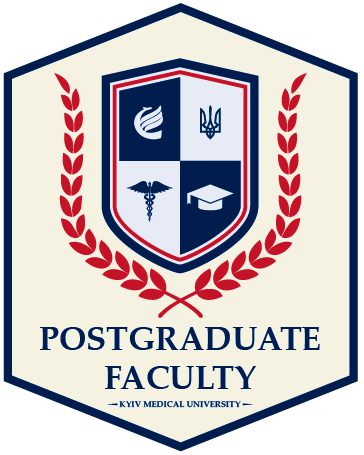 POSTGRADUATE
FACULTY
KYIV MEDICAL UNIVERSITY